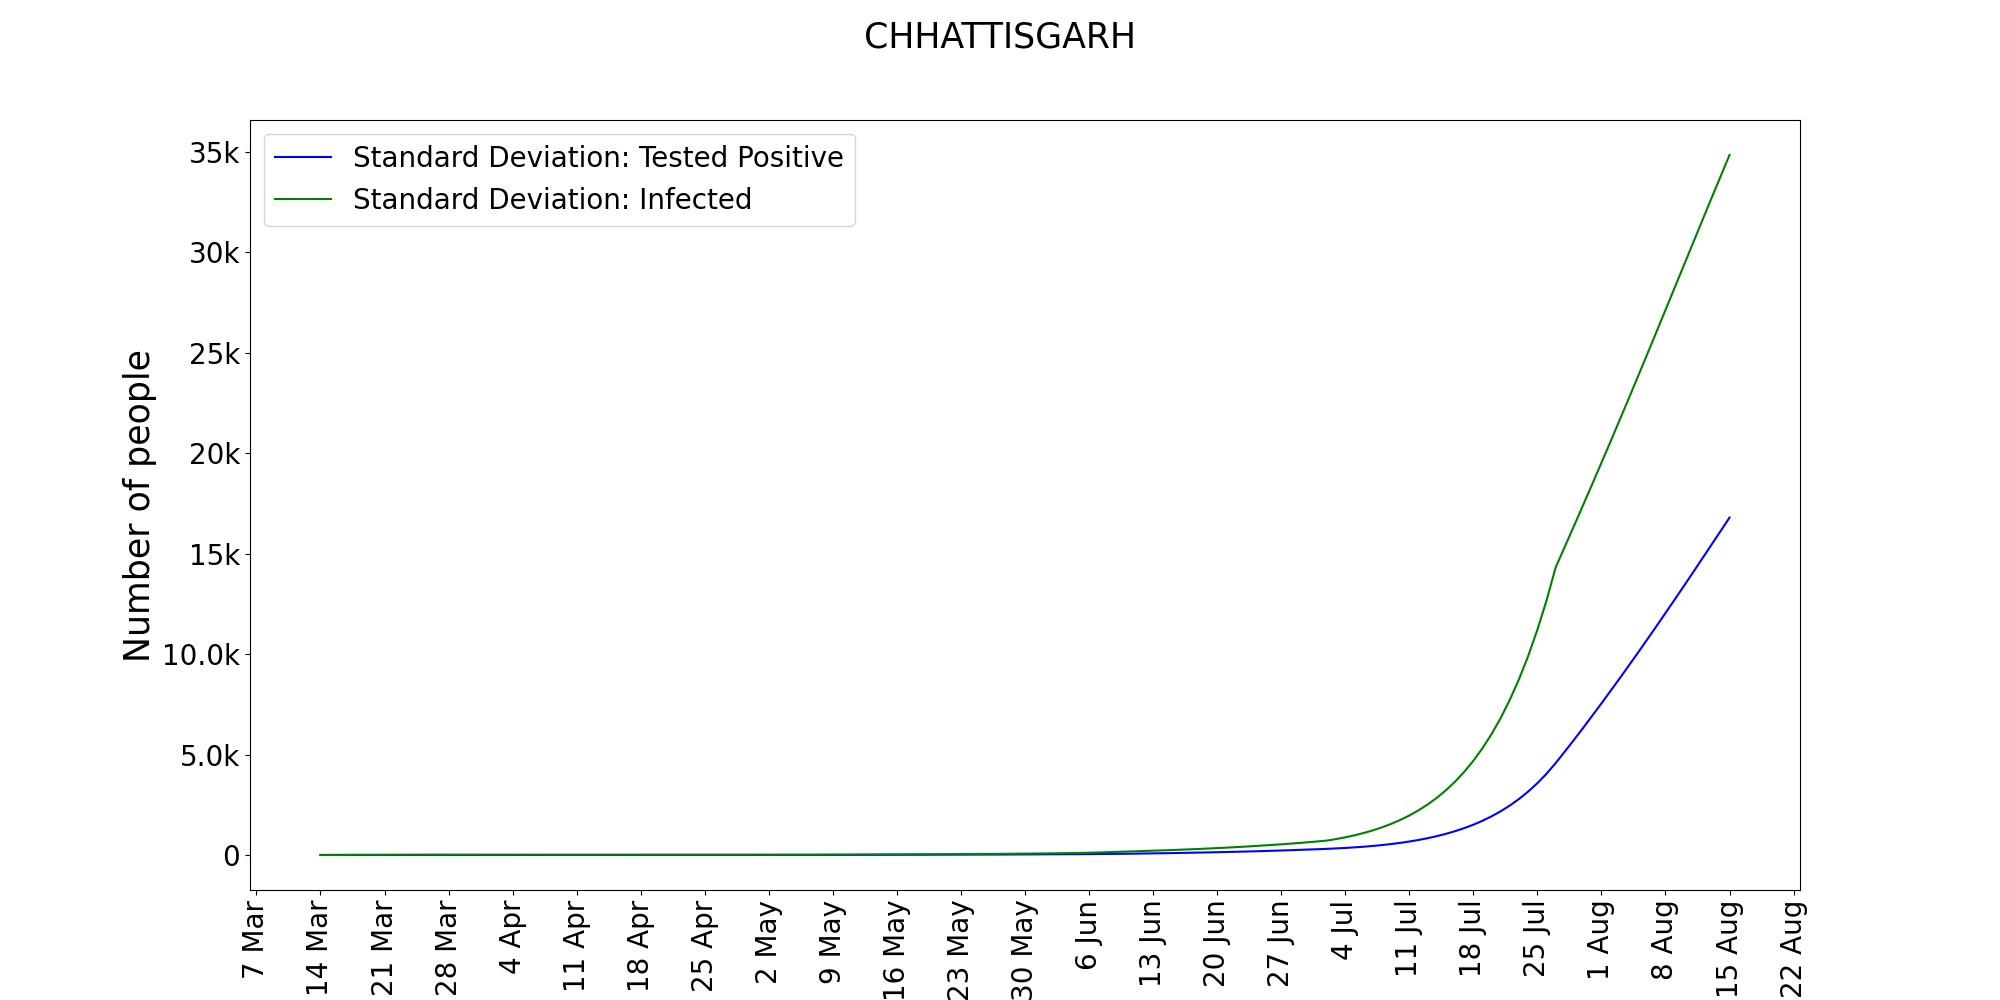 CHHATTISGARH
Standard Deviation: Tested Positive
Standard Deviation: Infected
Number of people
35k
30k
25k
20k
15k
10.0k
5.0k
0
7 Mar
14 Mar
21 Mar
28 Mar
4 Apr
11 Apr
18 Apr
25 Apr
2 May
9 May
16 May
23 May
30 May
6 Jun
13 Jun
20 Jun
27 Jun
4 Jul
11 Jul
18 Jul
25 Jul
1 Aug
8 Aug
15 Aug
22 Aug